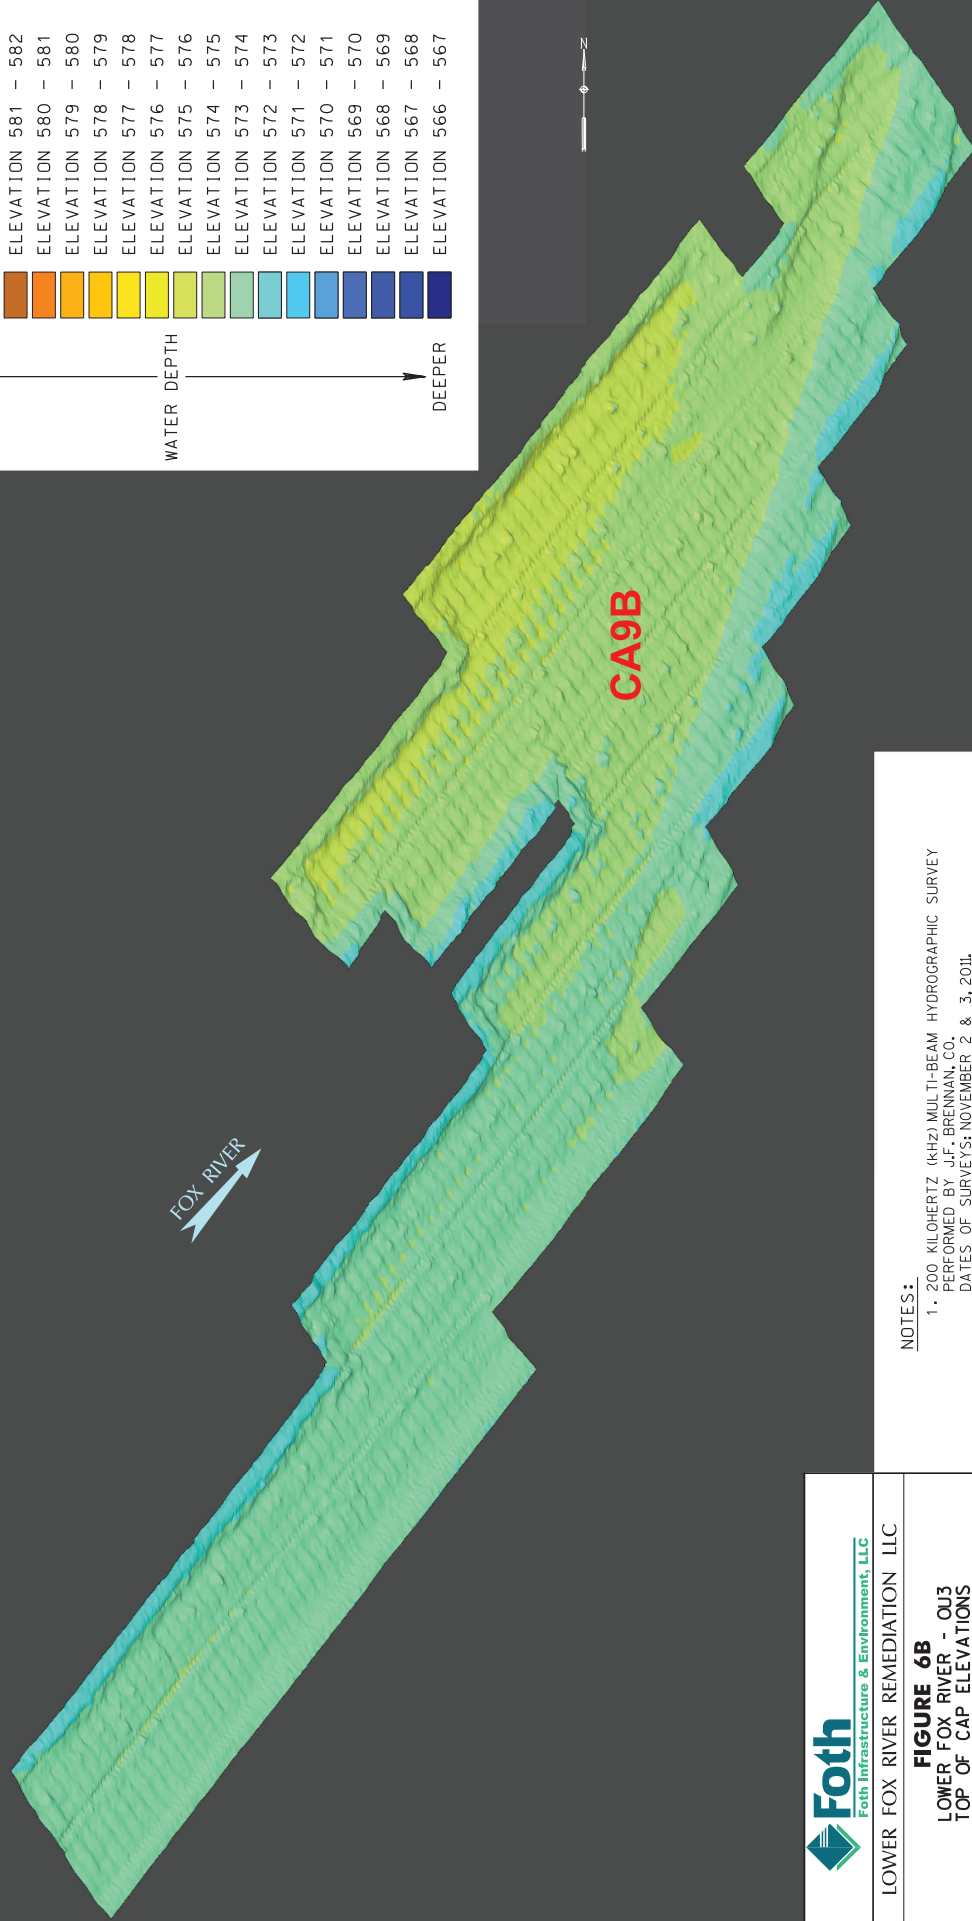 ELEVATION 581 - 582
ELEVATION 580 - 581
ELEVATION 579 - 580
ELEVATION 578 - 579
ELEVATION 577 - 578
ELEVATION 576 - 577
ELEVATION 575 - 576
ELEVATION 574 - 575
ELEVATION 573 - 574
ELEVATION 572 - 573
ELEVATION 571 - 572
ELEVATION 570 - 571
ELEVATION 569 - 570
ELEVATION 568 - 569
ELEVATION 567 - 568
ELEVATION 566 - 567
WATER DEPTH
DEEPER
N
CA9B
FOX RIVER
NOTES:
1. 200 KILOHERTZ (kHz) MULTI-BEAM HYDROGRAPHIC SURVEY
PERFORMED BY J.F. BRENNAN, CO.
DATES OF SURVEYS: NOVEMBER 2 & 3, 2011.
Foth
Foth Infrastructure & Environment, LLC
LOWER FOX RIVER REMEDIATION LLC
FIGURE 6B
LOWER FOX RIVER - OU3
TOP OF CAP ELEVATIONS